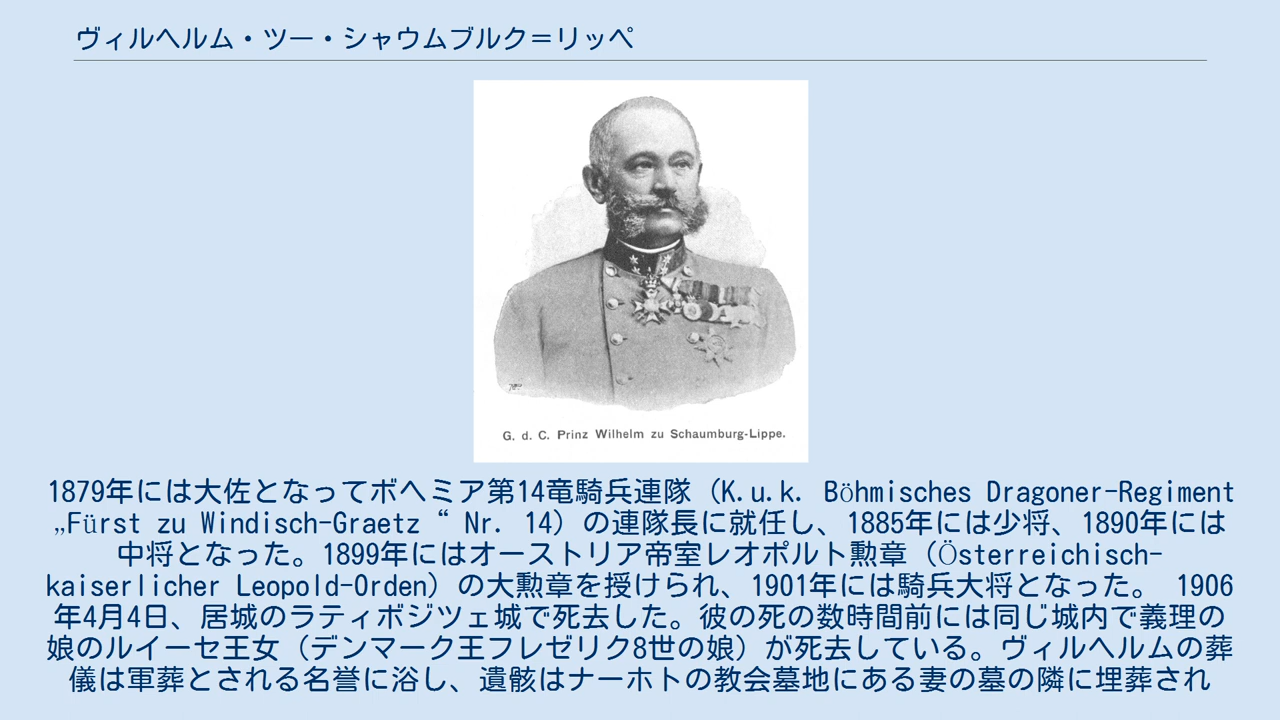 ヴィルヘルム・ツー・シャウムブルク＝リッペ
G. d. C. Prinz Wilhelm zu Schaumburg-Lippe.
1879年には大佐となってボヘミア第14竜騎兵連隊（K.u.k. Böhmisches Dragoner-Regiment
„Fürst zu Windisch-Graetz “ Nr. 14）の連隊長に就任し、1885年には少将、1890年には
中将となった。1899年にはオーストリア帝室レオポルト勲章（Österreichisch-
kaiserlicher Leopold-Orden）の大勲章を授けられ、1901年には騎兵大将となった。 1906
年4月4日、居城のラティボジツェ城で死去した。彼の死の数時間前には同じ城内で義理の
娘のルイーセ王女（デンマーク王フレゼリク8世の娘）が死去している。ヴィルヘルムの葬
儀は軍葬とされる名誉に浴し、遺骸はナーホトの教会墓地にある妻の墓の隣に埋葬され